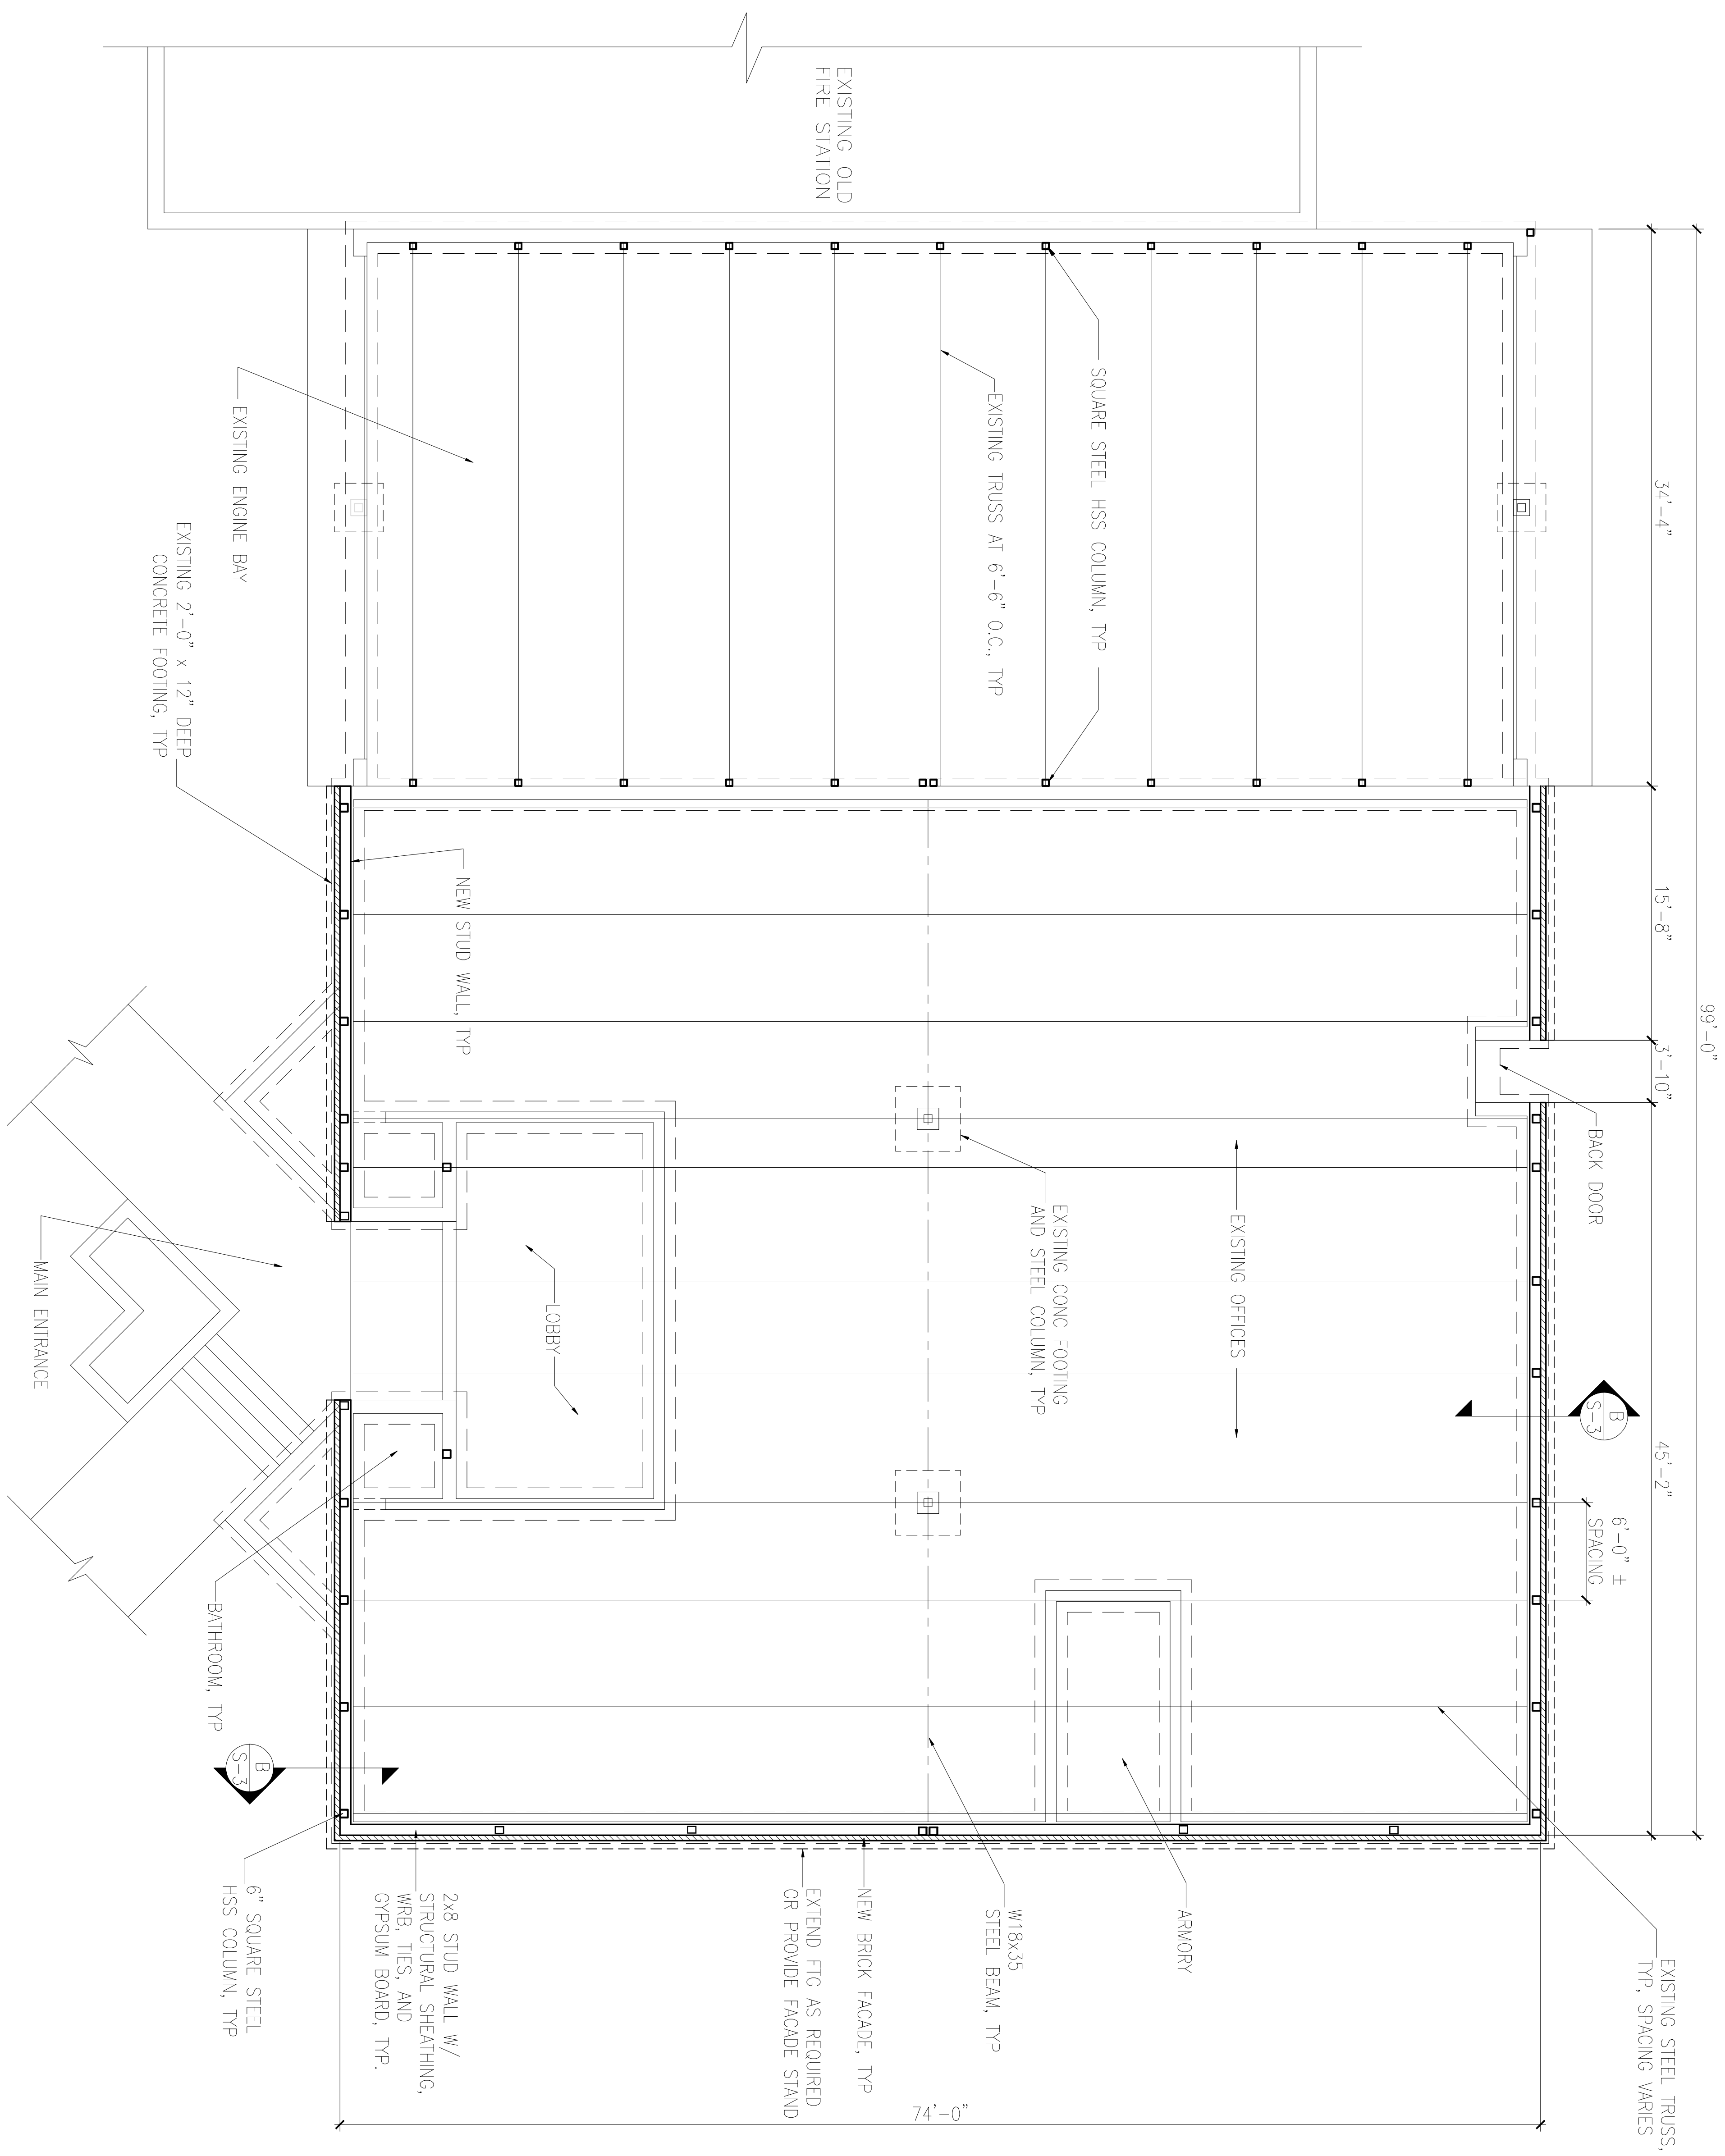 99'-0"
34'-4"
15'-8"
3'-10"
45'-2"
6'-0" ±
SPACING
EXISTING STEEL TRUSS,
TYP, SPACING VARIES
BACK DOOR
B
S-3
EXISTING OLD
FIRE STATION
SQUARE STEEL HSS COLUMN, TYP
EXISTING TRUSS AT 6'-6" O.C., TYP
EXISTING OFFICES
EXISTING CONC FOOTING
AND STEEL COLUMN, TYP
ARMORY
W18x35
STEEL BEAM, TYP
74'-0"
NEW BRICK FACADE, TYP
EXTEND FTG AS REQUIRED
OR PROVIDE FACADE STAND
LOBBY
NEW STUD WALL, TYP
2x8 STUD WALL W/
STRUCTURAL SHEATHING,
WRB, TIES, AND
GYPSUM BOARD, TYP.
EXISTING ENGINE BAY
EXISTING 2'-0" x 12" DEEP
CONCRETE FOOTING, TYP
B
S-3
6" SQUARE STEEL
HSS COLUMN, TYP
BATHROOM, TYP
MAIN ENTRANCE